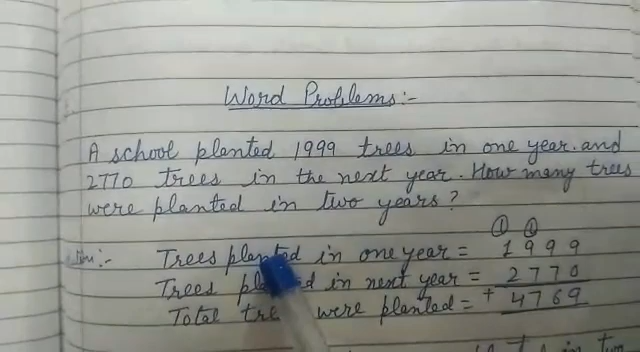 Word Problems:-
A school planted 1999 trees in one year. and
2770 trees in the next year. How many trees
were planted in two years?
① ①
Trees planted in one year = 1999
Trees in next year = 2770
Total were planted = + 4769
in two